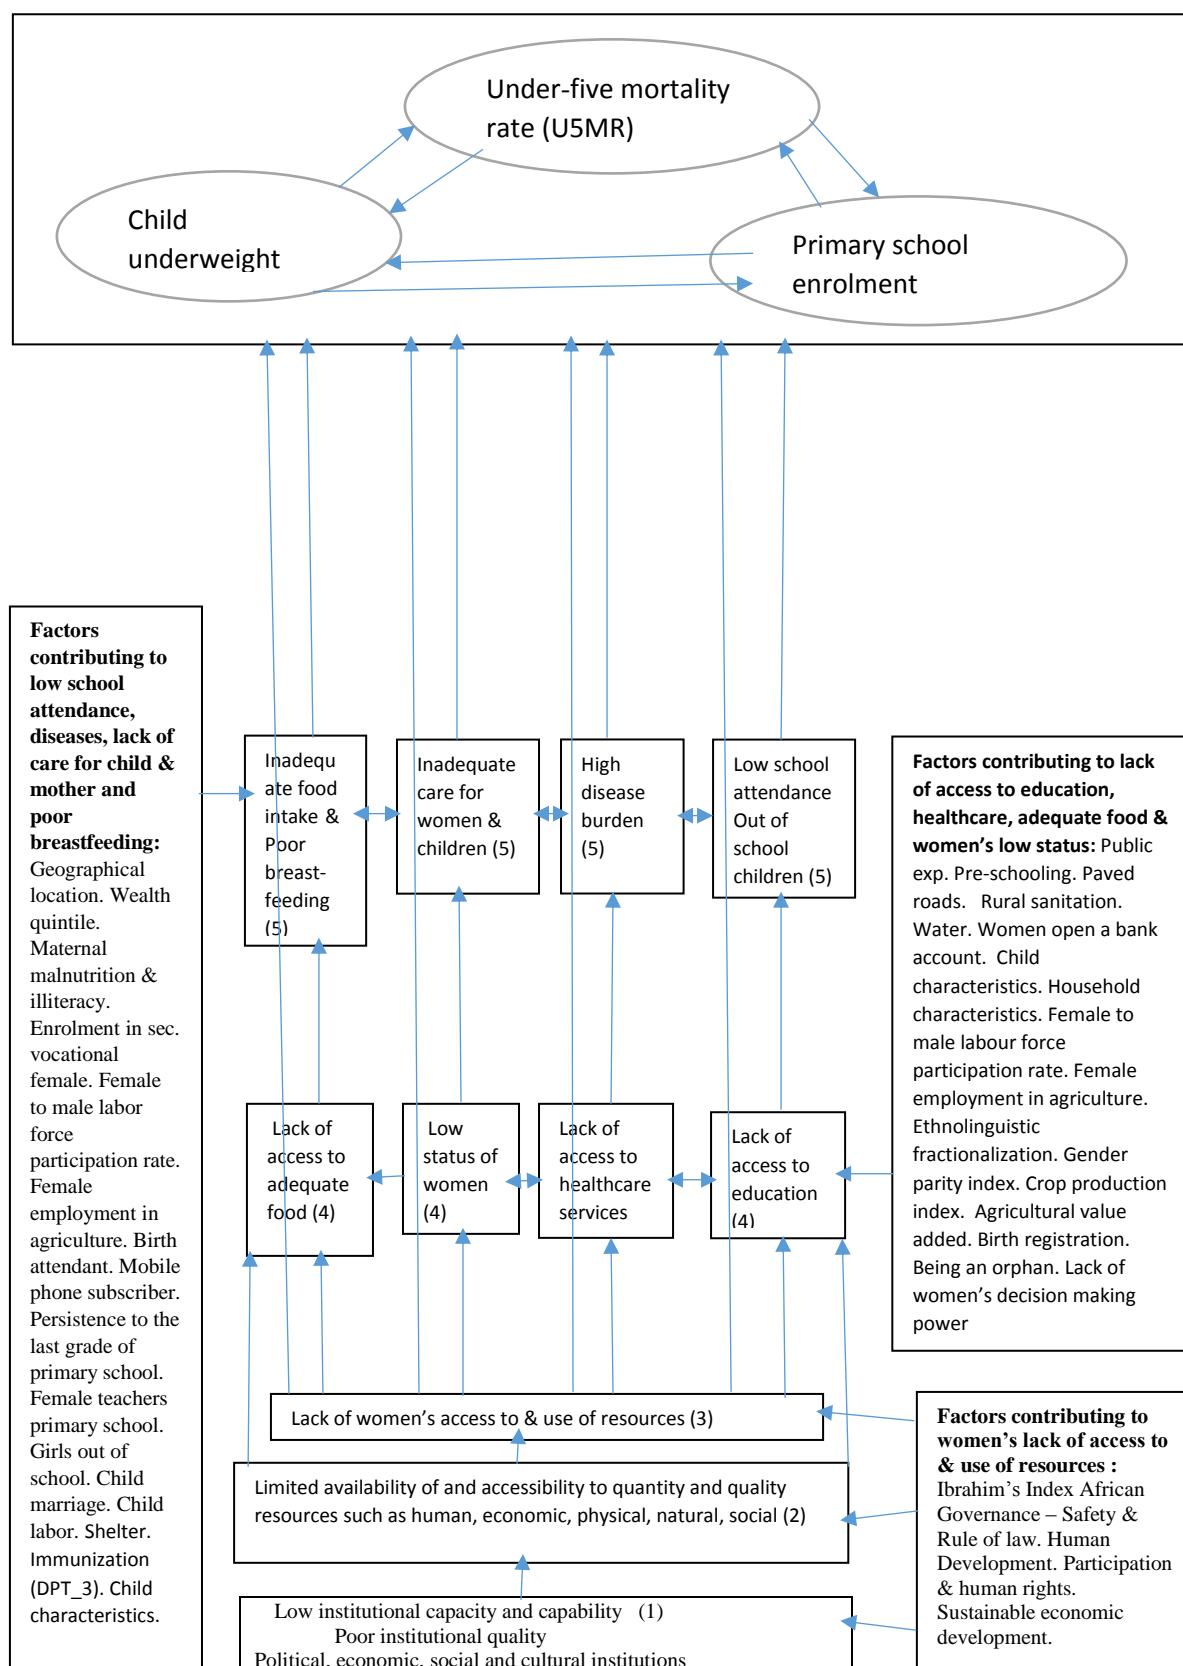 Under-five mortality
rate (U5MR)
Child
underweight
Primary school
enrolment
Factors
contributing to
low school
attendance,
diseases, lack of
care for child &
mother and
poor
breastfeeding:
Geographical
location. Wealth
quintile.
Maternal
malnutrition &
illiteracy.
Enrolment in sec.
vocational
female. Female
to male labor
force
participation rate.
Female
employment in
agriculture. Birth
attendant. Mobile
phone subscriber.
Persistence to the
last grade of
primary school.
Female teachers
primary school.
Girls out of
school. Child
marriage. Child
labor. Shelter.
Immunization
(DPT_3). Child
characteristics.
Inadequ
ate food
intake &
Poor
breast-
feeding
(5)
Inadequate
care for
women &
children (5)
High
disease
burden
(5)
Low school
attendance
Out of
school
children (5)
Factors contributing to lack
of access to education,
healthcare, adequate food &
women's low status: Public
exp. Pre-schooling. Paved
roads. Rural sanitation.
Water. Women open a bank
account. Child
characteristics. Household
characteristics. Female to
male labour force
participation rate. Female
employment in agriculture.
Ethnolinguistic
fractionalization. Gender
parity index. Crop production
index. Agricultural value
added. Birth registration.
Being an orphan. Lack of
women's decision making
power
Lack of
access to
adequate
food (4)
Low
status of
women
(4)
Lack of
access to
healthcare
services
Lack of
access to
education
(4)
Lack of women's access to & use of resources (3)
Limited availability of and accessibility to quantity and quality
resources such as human, economic, physical, natural, social (2)
Low institutional capacity and capability (1)
Poor institutional quality
Political, economic, social and cultural institutions
Factors contributing to
women's lack of access to
& use of resources :
Ibrahim's Index African
Governance – Safety &
Rule of law. Human
Development. Participation
& human rights.
Sustainable economic
development.